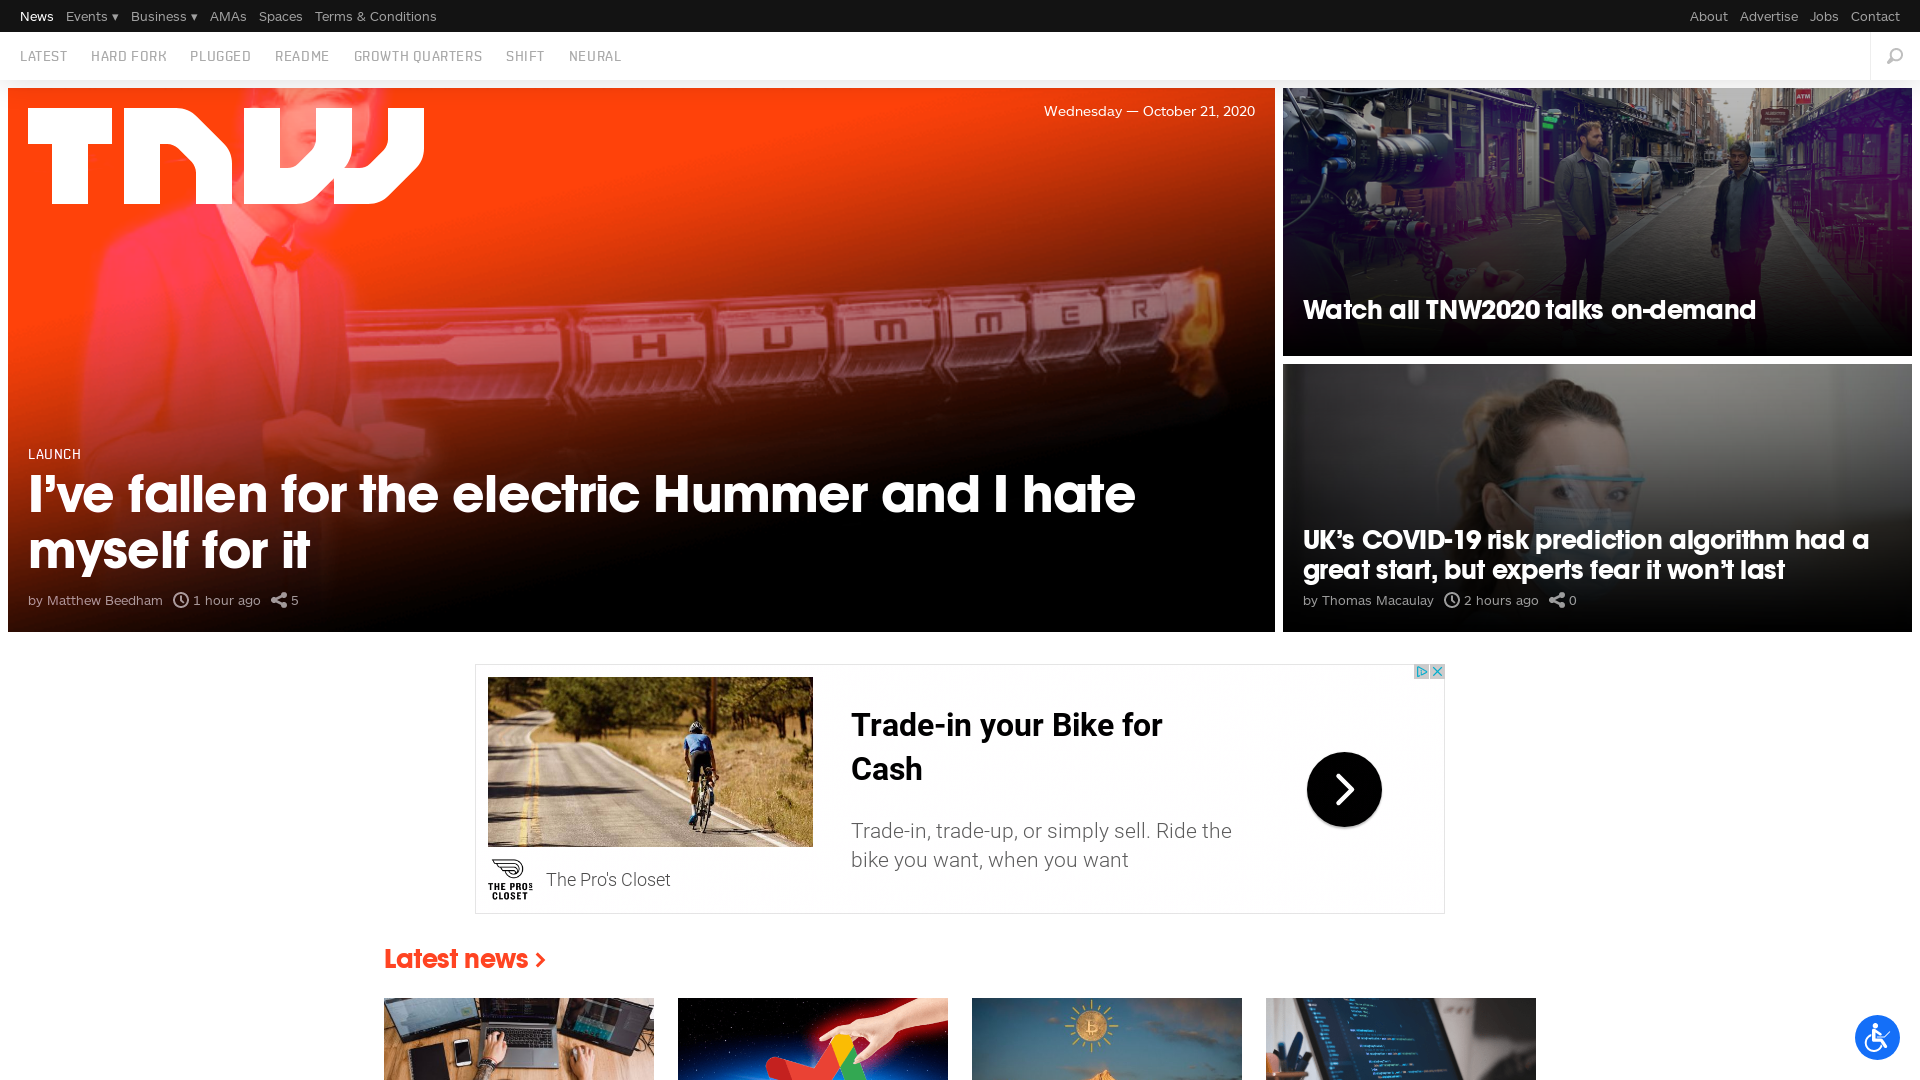 News Events ▾ Business ▾ AMAs Spaces Terms & Conditions About Advertise Jobs Contact
LATEST HARD FORK PLUGGED README GROWTH QUARTERS SHIFT NEURAL
TNW
Wednesday — October 21, 2020
ATM
HUMMER
LAUNCH
I’ve fallen for the electric Hummer and I hate
myself for it
by Matthew Beedham 1 hour ago 5
Watch all TNW2020 talks on-demand
UK’s COVID-19 risk prediction algorithm had a
great start, but experts fear it won’t last
by Thomas Macaulay 2 hours ago 0
Trade-in your Bike for
Cash
Trade-in, trade-up, or simply sell. Ride the
bike you want, when you want
THE PRO'S
CLOSET
The Pro's Closet
Latest news